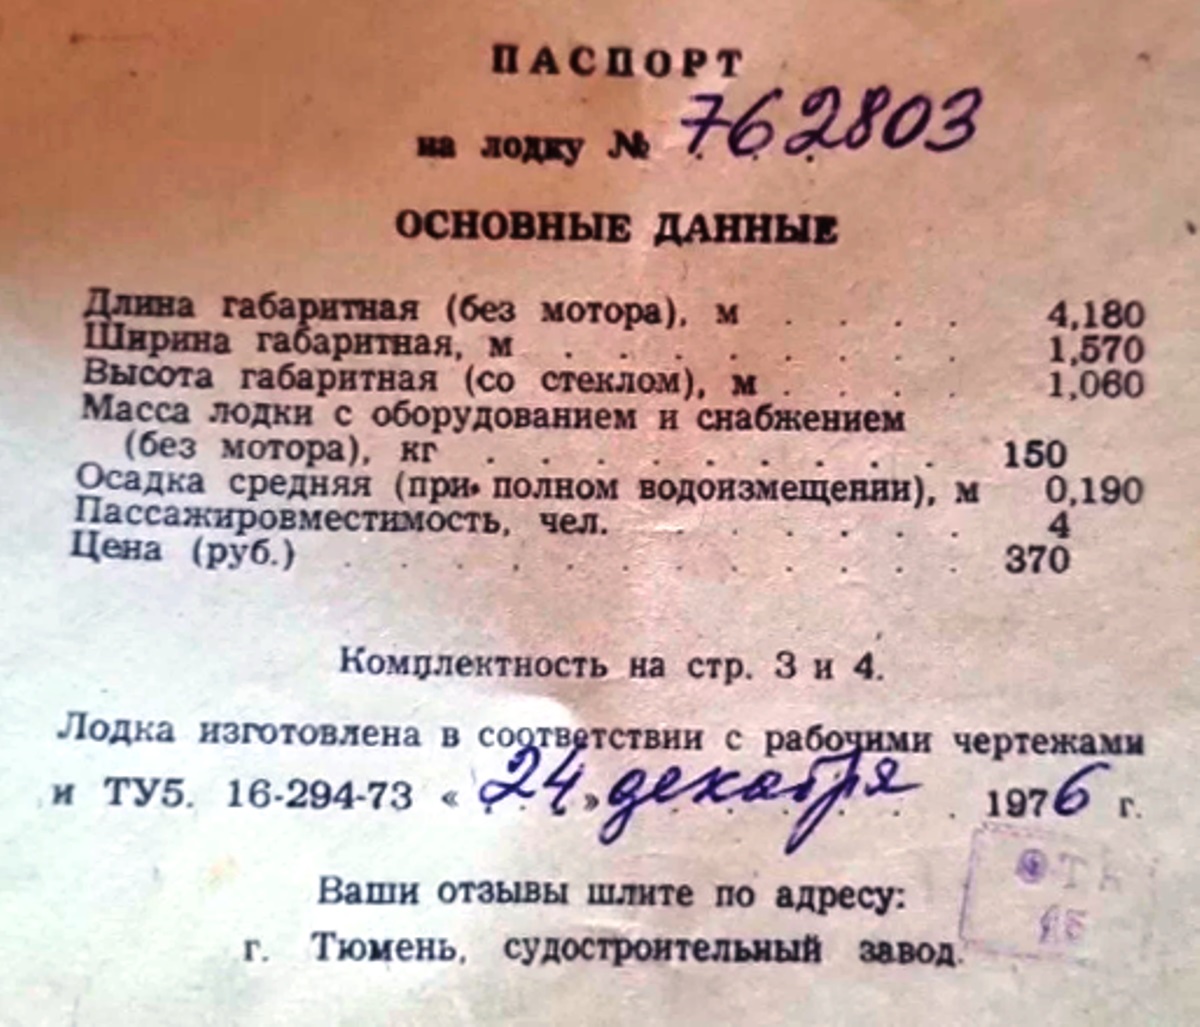 ПАСПОРТ
на лодку № 762803
ОСНОВНЫЕ ДАННЫЕ
Длина габаритная (без мотора), м . . . . 4,180
Ширина габаритная, м . . . . . . . . 1,570
Высота габаритная (со стеклом), м . . . . 1,060
Масса лодки с оборудованием и снабжением
(без мотора), кг . . . . . . . . . 150
Осадка средняя (при полном водоизмещении), м 0,190
Пассажировместимость, чел. . . . . . . 4
Цена (руб.) . . . . . . . . . . . 370
Комплектность на стр. 3 и 4.
Лодка изготовлена в соответствии с рабочими чертежами
и ТУ5. 16-294-73 « 24 » декабря 1976 г.
Ваши отзывы шлите по адресу:
г. Тюмень, судостроительный завод.